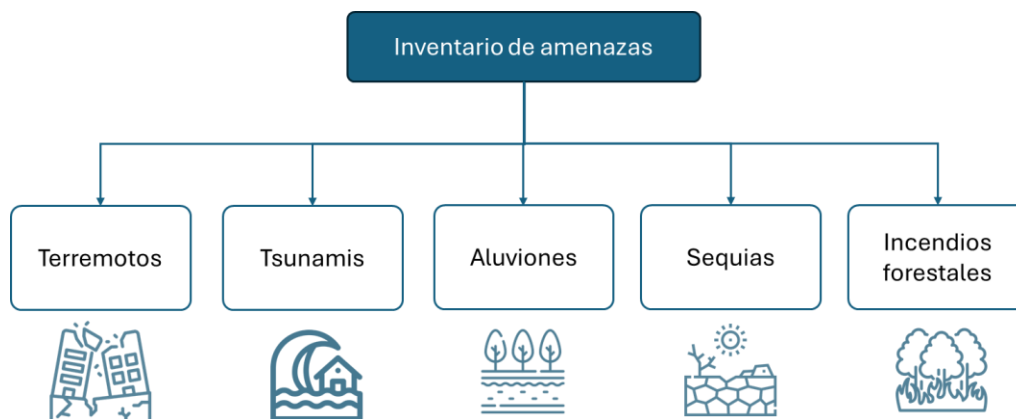 Inventario de amenazas
Terremotos
Tsunamis
Aluviones
Sequias
Incendios
forestales